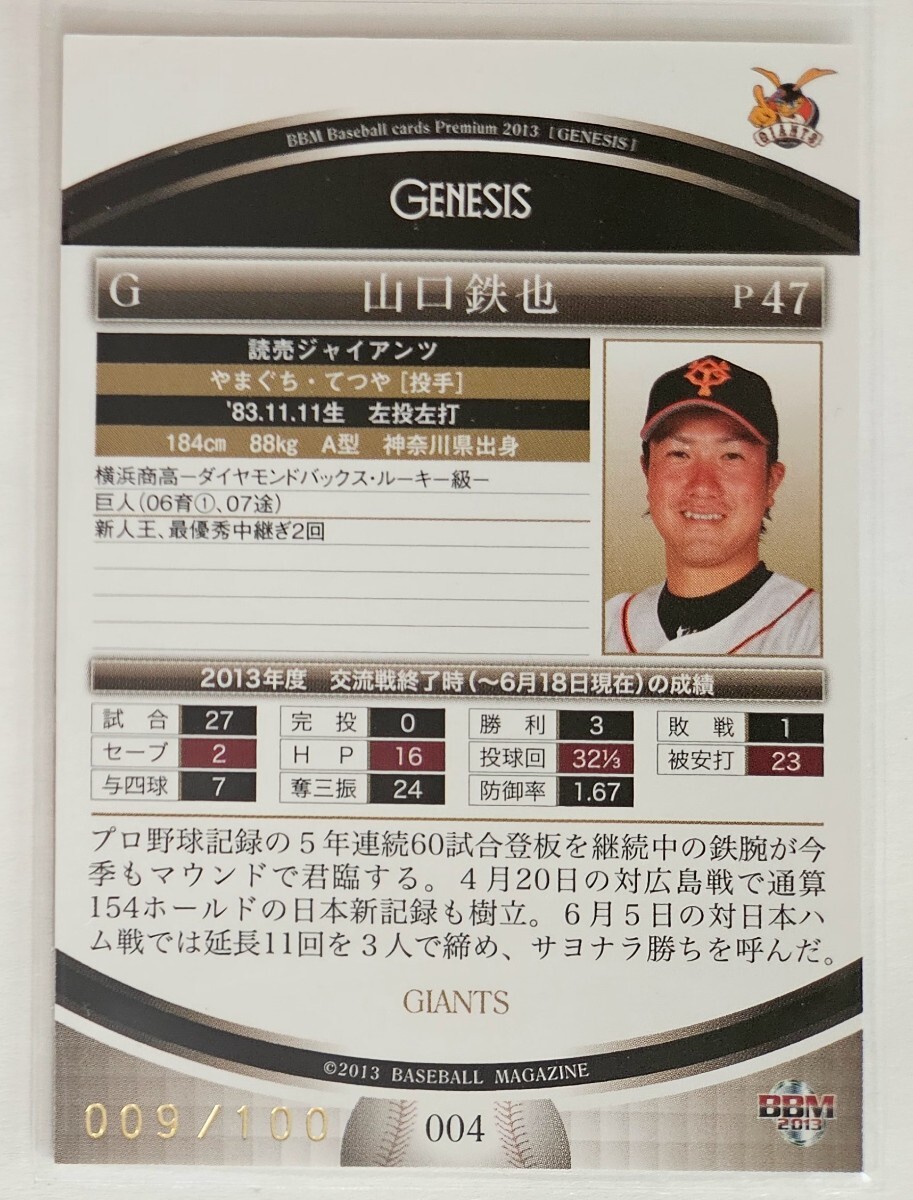 GIANTS
BBM Baseball cards Premium 2013 [GENESIS]
GENESIS
G 山口鉄也 P 47
読売ジャイアンツ
やまぐち・てつや [投手]
'83.11.11生 左投左打
184cm 88kg A型 神奈川県出身
横浜商高−ダイヤモンドバックス・ルーキー級−
巨人(06育①、07途)
新人王、最優秀中継ぎ2回
2013年度 交流戦終了時(〜6月18日現在)の成績
試合 27 完投 0 勝利 3 敗戦 1
セーブ 2 HP 16 投球回 32⅓ 被安打 23
与四球 7 奪三振 24 防御率 1.67
プロ野球記録の5年連続60試合登板を継続中の鉄腕が今
季もマウンドで君臨する。4月20日の対広島戦で通算
154ホールドの日本新記録も樹立。6月5日の対日本ハ
ム戦では延長11回を3人で締め、サヨナラ勝ちを呼んだ。
GIANTS
©2013 BASEBALL MAGAZINE
009/100
004
BBM
2013